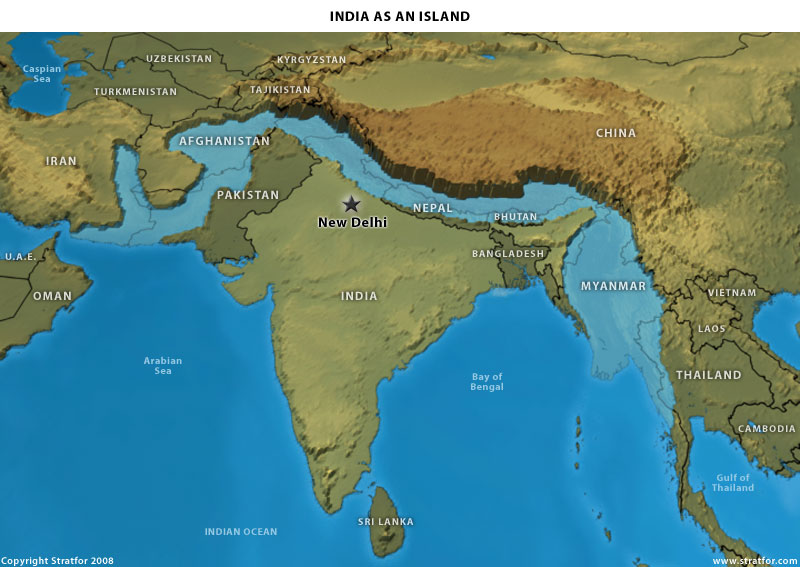 INDIA AS AN ISLAND
UZBEKISTAN
KYRGYZSTAN
Caspian
Sea
TURKMENISTAN
TAJIKISTAN
CHINA
AFGHANISTAN
IRAN
PAKISTAN
NEPAL
New Delhi
BHUTAN
BANGLADESH
U.A.E.
MYANMAR
OMAN
INDIA
VIETNAM
LAOS
Arabian
Sea
Bay of
Bengal
THAILAND
CAMBODIA
Gulf of
Thailand
SRI LANKA
INDIAN OCEAN
Copyright Stratfor 2008
www.stratfor.com